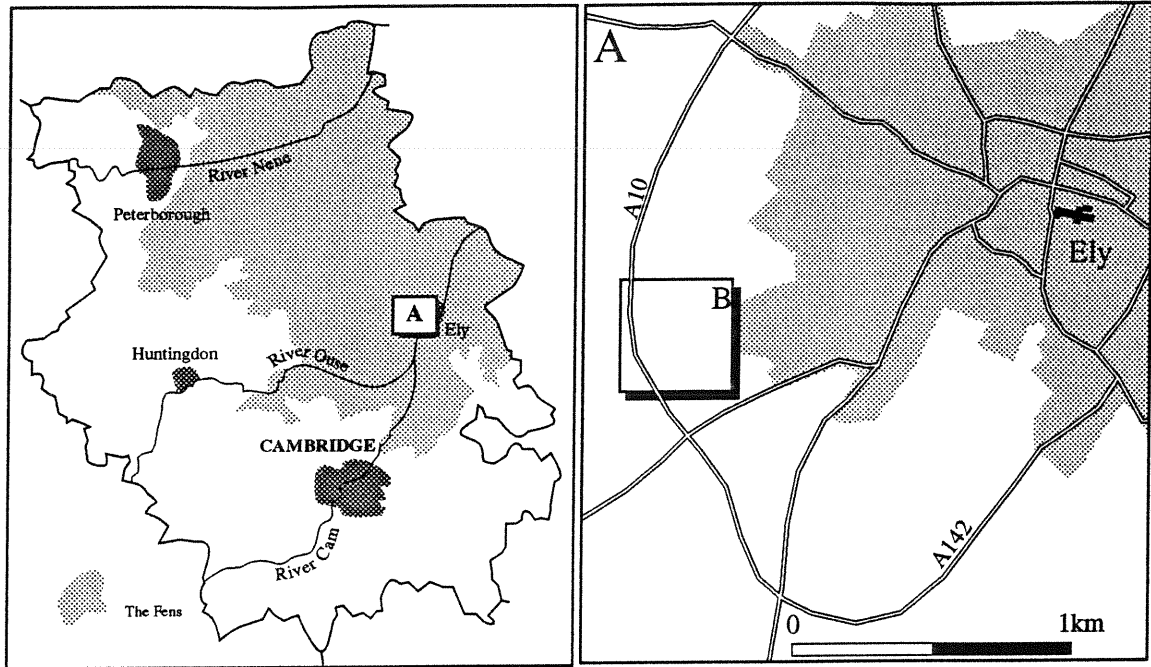 River Nene
Peterborough
A
Ely
Huntingdon
River Ouse
CAMBRIDGE
River Cam
The Fens
A
A10
Ely
B
A142
0
1km